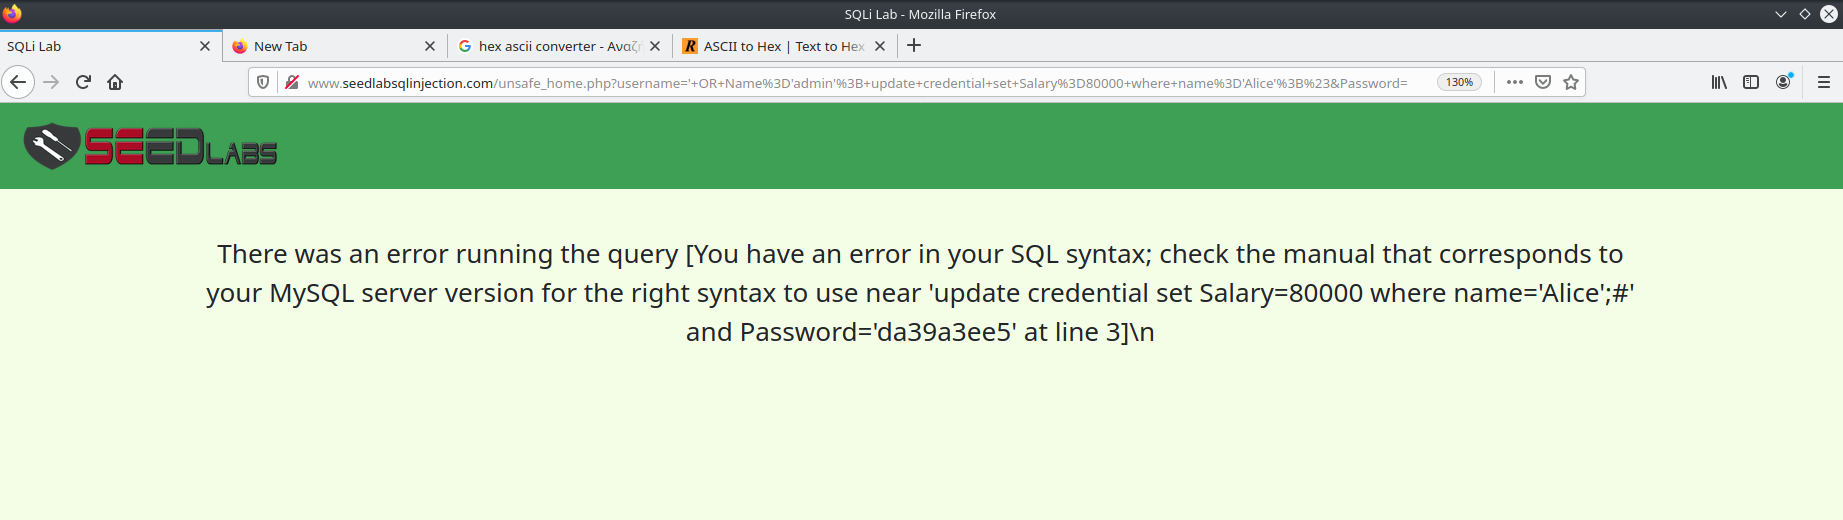 SQLi Lab - Mozilla Firefox
SQLi Lab New Tab hex ascii converter - Αναζή ASCII to Hex | Text to Hex
www.seedlabsqlinjection.com/unsafe_home.php?username='+OR+Name%3D'admin'%3B+update+credential+set+Salary%3D80000+where+name%3D'Alice'%3B%23&Password= 130%
SEEDLABS
There was an error running the query [You have an error in your SQL syntax; check the manual that corresponds to
your MySQL server version for the right syntax to use near 'update credential set Salary=80000 where name='Alice';#'
and Password='da39a3ee5' at line 3]\n